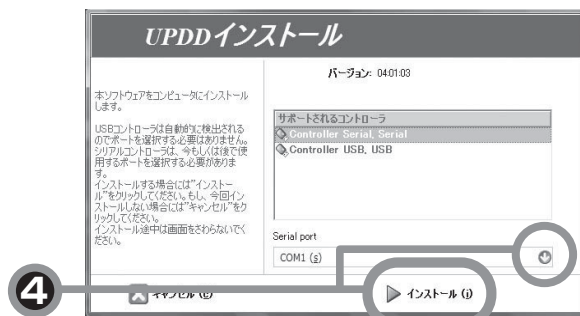 UPDDインストール
バージョン: 04.01.03
本ソフトウェアをコンピュータにインストール
します。
USBコントローラは自動的に検出される
のでポートを選択する必要はありません。
シリアルコントローラは、今もしくは後で使
用するポートを選択する必要がありま
す。
インストールする場合には"インストー
ル"をクリックしてください。もし、今回イン
ストールしない場合には"キャンセル"をク
リックしてください。
インストール途中は画面をさわらないでく
ださい。
サポートされるコントローラ
Controller Serial, Serial
Controller USB, USB
Serial port
COM1 (s)
4
キャンセル (c)
インストール (i)